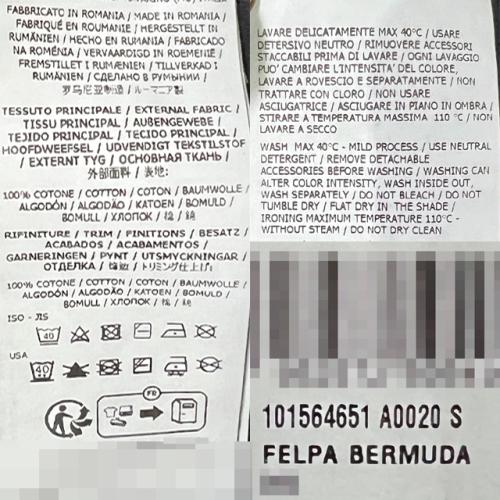 FABBRICATO IN ROMANIA / MADE IN ROMANIA /
FABRIQUÉ EN ROUMANIE / HERGESTELLT IN
RUMÄNIEN / HECHO EN RUMANIA / FABRICADO
NA ROMÉNIA / VERVAARDIGD IN ROEMENIË /
FREMSTILLET I RUMÆNIEN / TILLVERKAD I
RUMÄNIEN / СДЕЛАНО В РУМЫНИИ /
罗马尼亚制造 / ルーマニア製
TESSUTO PRINCIPALE / EXTERNAL FABRIC /
TISSU PRINCIPAL / AUßENGEWEBE /
TEJIDO PRINCIPAL / TECIDO PRINCIPAL /
HOOFDWEEFSEL / UDVENDIGT TEKSTILSTOF
/ EXTERNT TYG / ОСНОВНАЯ ТКАНЬ /
外部面料 / 表地:
100% COTONE / COTTON / COTON / BAUMWOLLE /
ALGODÓN / ALGODÃO / KATOEN / BOMULD /
BOMULL / ХЛОПОК / 棉 / 綿
RIFINITURE / TRIM / FINITIONS / BESATZ /
ACABADOS / ACABAMENTOS /
GARNERINGEN / PYNT / UTSMYCKNINGAR /
ОТДЕЛКА / 镶边 / トリミング仕上げ:
100% COTONE / COTTON / COTON / BAUMWOLLE /
ALGODÓN / ALGODÃO / KATOEN / BOMULD /
BOMULL / ХЛОПОК / 棉 / 綿
ISO - JIS
40
USA
40
FR
LAVARE DELICATAMENTE MAX 40°C / USARE
DETERSIVO NEUTRO / RIMUOVERE ACCESSORI
STACCABILI PRIMA DI LAVARE / OGNI LAVAGGIO
PUO' CAMBIARE L'INTENSITA' DEL COLORE,
LAVARE A ROVESCIO E SEPARATAMENTE / NON
TRATTARE CON CLORO / NON USARE
ASCIUGATRICE / ASCIUGARE IN PIANO IN OMBRA /
STIRARE A TEMPERATURA MASSIMA 110 °C / NON
LAVARE A SECCO
WASH MAX 40°C - MILD PROCESS / USE NEUTRAL
DETERGENT / REMOVE DETACHABLE
ACCESSORIES BEFORE WASHING / WASHING CAN
ALTER COLOR INTENSITY, WASH INSIDE OUT,
WASH SEPARATELY / DO NOT BLEACH / DO NOT
TUMBLE DRY / FLAT DRY IN THE SHADE /
IRONING MAXIMUM TEMPERATURE 110°C -
WITHOUT STEAM / DO NOT DRY CLEAN
101564651 A0020 S
FELPA BERMUDA